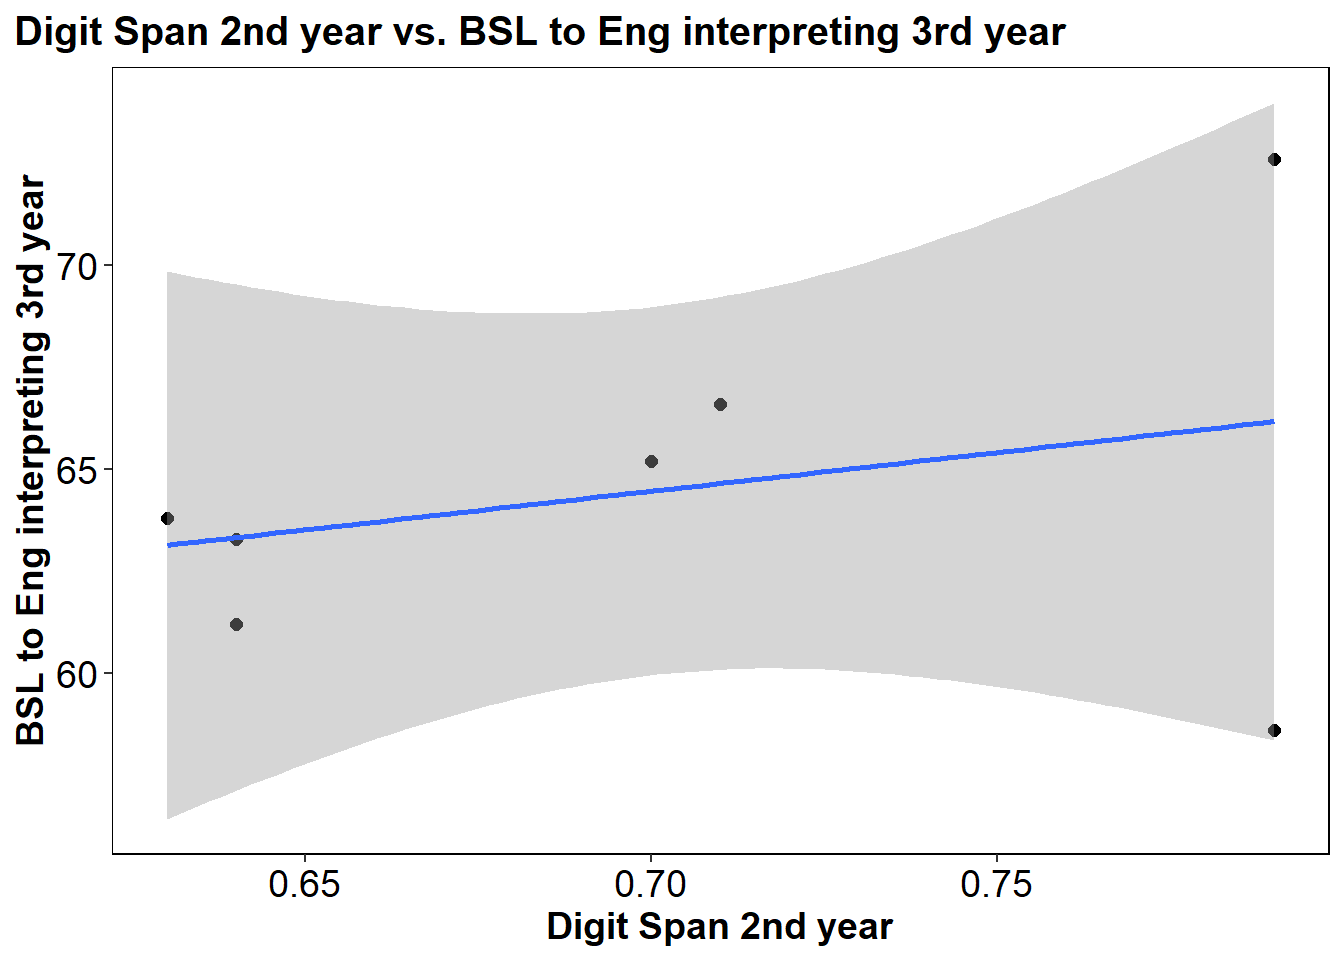 Digit Span 2nd year vs. BSL to Eng interpreting 3rd year
BSL to Eng interpreting 3rd year
70
65
60
0.65
0.70
0.75
Digit Span 2nd year